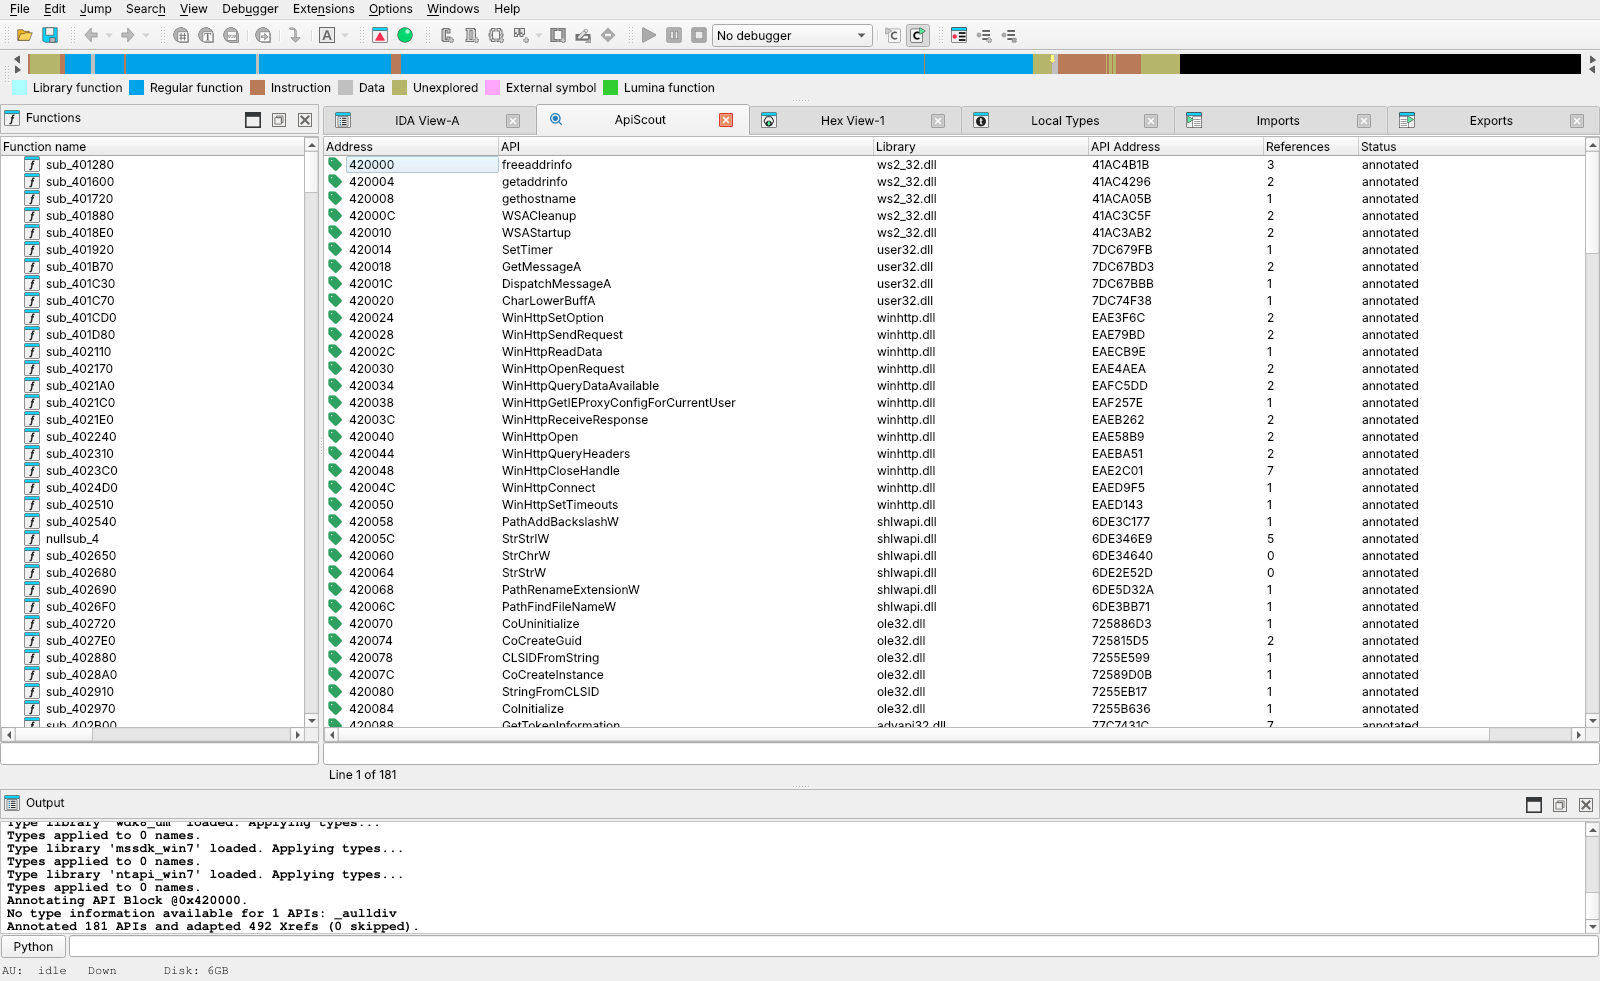 File Edit Jump Search View Debugger Extensions Options Windows Help
No debugger
Library function Regular function Instruction Data Unexplored External symbol Lumina function
Functions
IDA View-A ApiScout Hex View-1 Local Types Imports Exports
Function name
sub_401280
sub_401600
sub_401720
sub_401880
sub_4018E0
sub_401920
sub_401B70
sub_401C30
sub_401C70
sub_401CD0
sub_401D80
sub_402110
sub_402170
sub_4021A0
sub_4021C0
sub_4021E0
sub_402240
sub_402310
sub_4023C0
sub_4024D0
sub_402510
sub_402540
nullsub_4
sub_402650
sub_402680
sub_402690
sub_4026F0
sub_402720
sub_4027E0
sub_402880
sub_4028A0
sub_402910
sub_402970
sub_402B00
Address API Library API Address References Status
420000 freeaddrinfo ws2_32.dll 41AC4B1B 3 annotated
420004 getaddrinfo ws2_32.dll 41AC4296 2 annotated
420008 gethostname ws2_32.dll 41ACA05B 1 annotated
42000C WSACleanup ws2_32.dll 41AC3C5F 2 annotated
420010 WSAStartup ws2_32.dll 41AC3AB2 2 annotated
420014 SetTimer user32.dll 7DC679FB 1 annotated
420018 GetMessageA user32.dll 7DC67BD3 2 annotated
42001C DispatchMessageA user32.dll 7DC67BBB 1 annotated
420020 CharLowerBuffA user32.dll 7DC74F38 1 annotated
420024 WinHttpSetOption winhttp.dll EAE3F6C 2 annotated
420028 WinHttpSendRequest winhttp.dll EAE79BD 2 annotated
42002C WinHttpReadData winhttp.dll EAECB9E 1 annotated
420030 WinHttpOpenRequest winhttp.dll EAE4AEA 2 annotated
420034 WinHttpQueryDataAvailable winhttp.dll EAFC5DD 2 annotated
420038 WinHttpGetIEProxyConfigForCurrentUser winhttp.dll EAF257E 1 annotated
42003C WinHttpReceiveResponse winhttp.dll EAEB262 2 annotated
420040 WinHttpOpen winhttp.dll EAE58B9 2 annotated
420044 WinHttpQueryHeaders winhttp.dll EAEBA51 2 annotated
420048 WinHttpCloseHandle winhttp.dll EAE2C01 7 annotated
42004C WinHttpConnect winhttp.dll EAED9F5 1 annotated
420050 WinHttpSetTimeouts winhttp.dll EAED143 1 annotated
420058 PathAddBackslashW shlwapi.dll 6DE3C177 1 annotated
42005C StrStrIW shlwapi.dll 6DE346E9 5 annotated
420060 StrChrW shlwapi.dll 6DE34640 0 annotated
420064 StrStrW shlwapi.dll 6DE2E52D 0 annotated
420068 PathRenameExtensionW shlwapi.dll 6DE5D32A 1 annotated
42006C PathFindFileNameW shlwapi.dll 6DE3BB71 1 annotated
420070 CoUninitialize ole32.dll 725886D3 1 annotated
420074 CoCreateGuid ole32.dll 725815D5 2 annotated
420078 CLSIDFromString ole32.dll 7255E599 1 annotated
42007C CoCreateInstance ole32.dll 72589D0B 1 annotated
420080 StringFromCLSID ole32.dll 7255EB17 1 annotated
420084 CoInitialize ole32.dll 7255B636 1 annotated
420088 GetTokenInformation advapi32.dll 77C7431C 7 annotated
Line 1 of 181
Output
Type library 'wdk8_um' loaded. Applying types...
Types applied to 0 names.
Type library 'mssdk_win7' loaded. Applying types...
Types applied to 0 names.
Type library 'ntapi_win7' loaded. Applying types...
Types applied to 0 names.
Annotating API Block @0x420000.
No type information available for 1 APIs: _aulldiv
Annotated 181 APIs and adapted 492 Xrefs (0 skipped).
Python
AU: idle Down Disk: 6GB